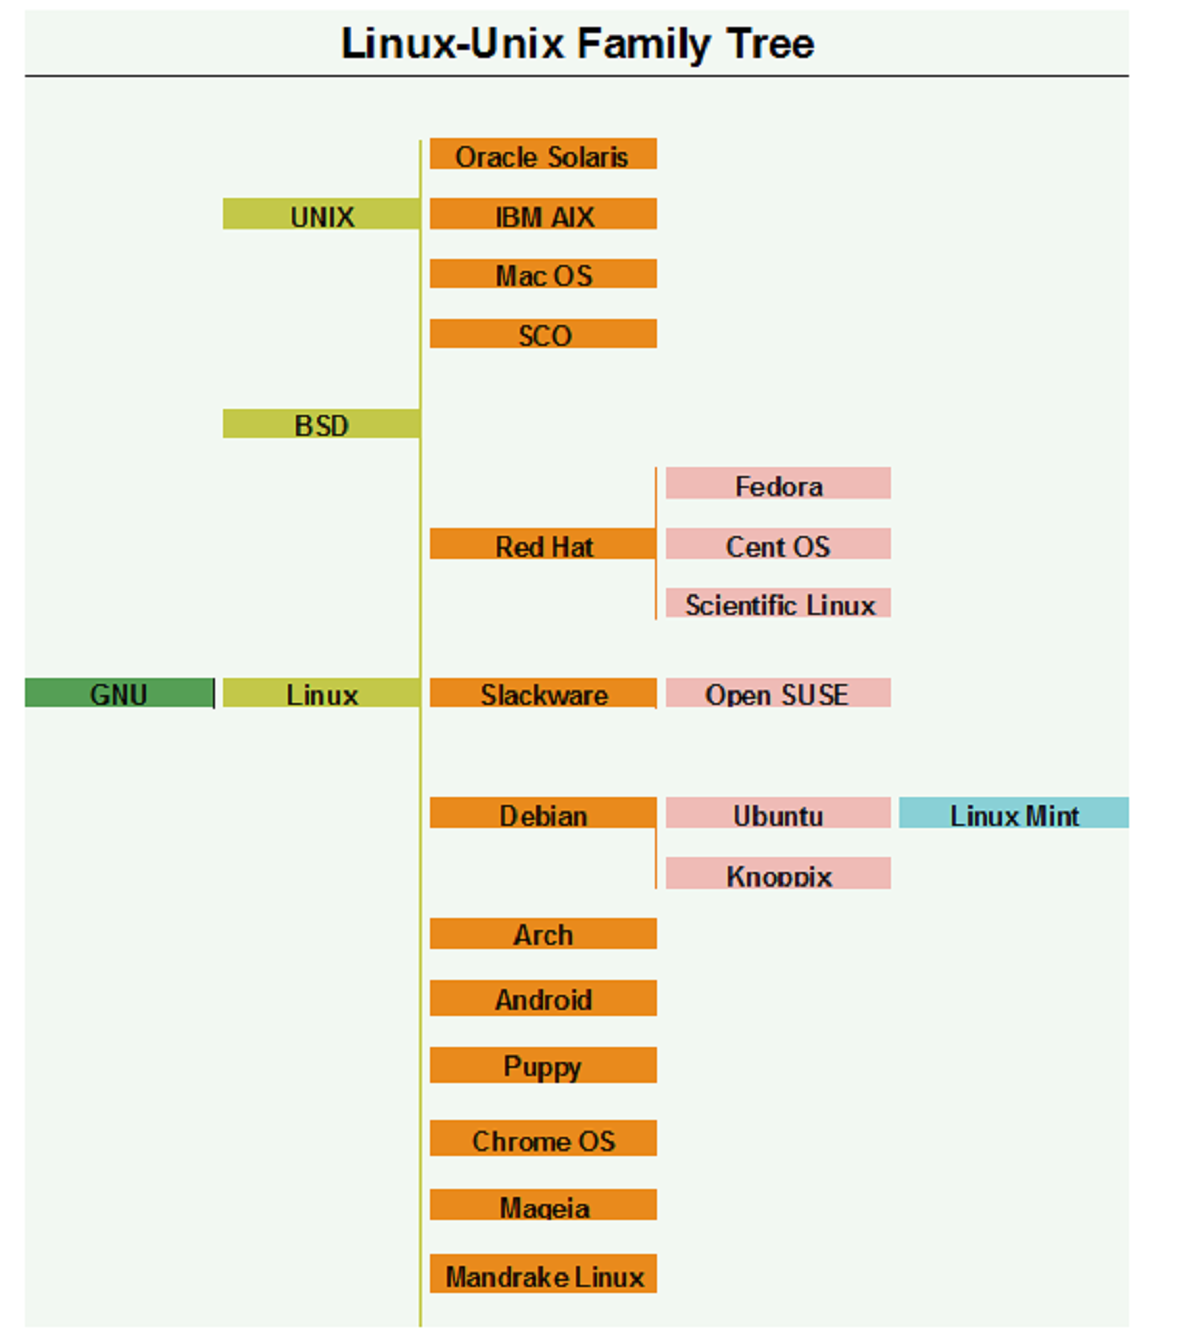 Linux-Unix Family Tree
Oracle Solaris
UNIX
IBM AIX
Mac OS
SCO
BSD
Fedora
Red Hat
Cent OS
Scientific Linux
GNU
Linux
Slackware
Open SUSE
Debian
Ubuntu
Linux Mint
Knoppix
Arch
Android
Puppy
Chrome OS
Mageia
Mandrake Linux